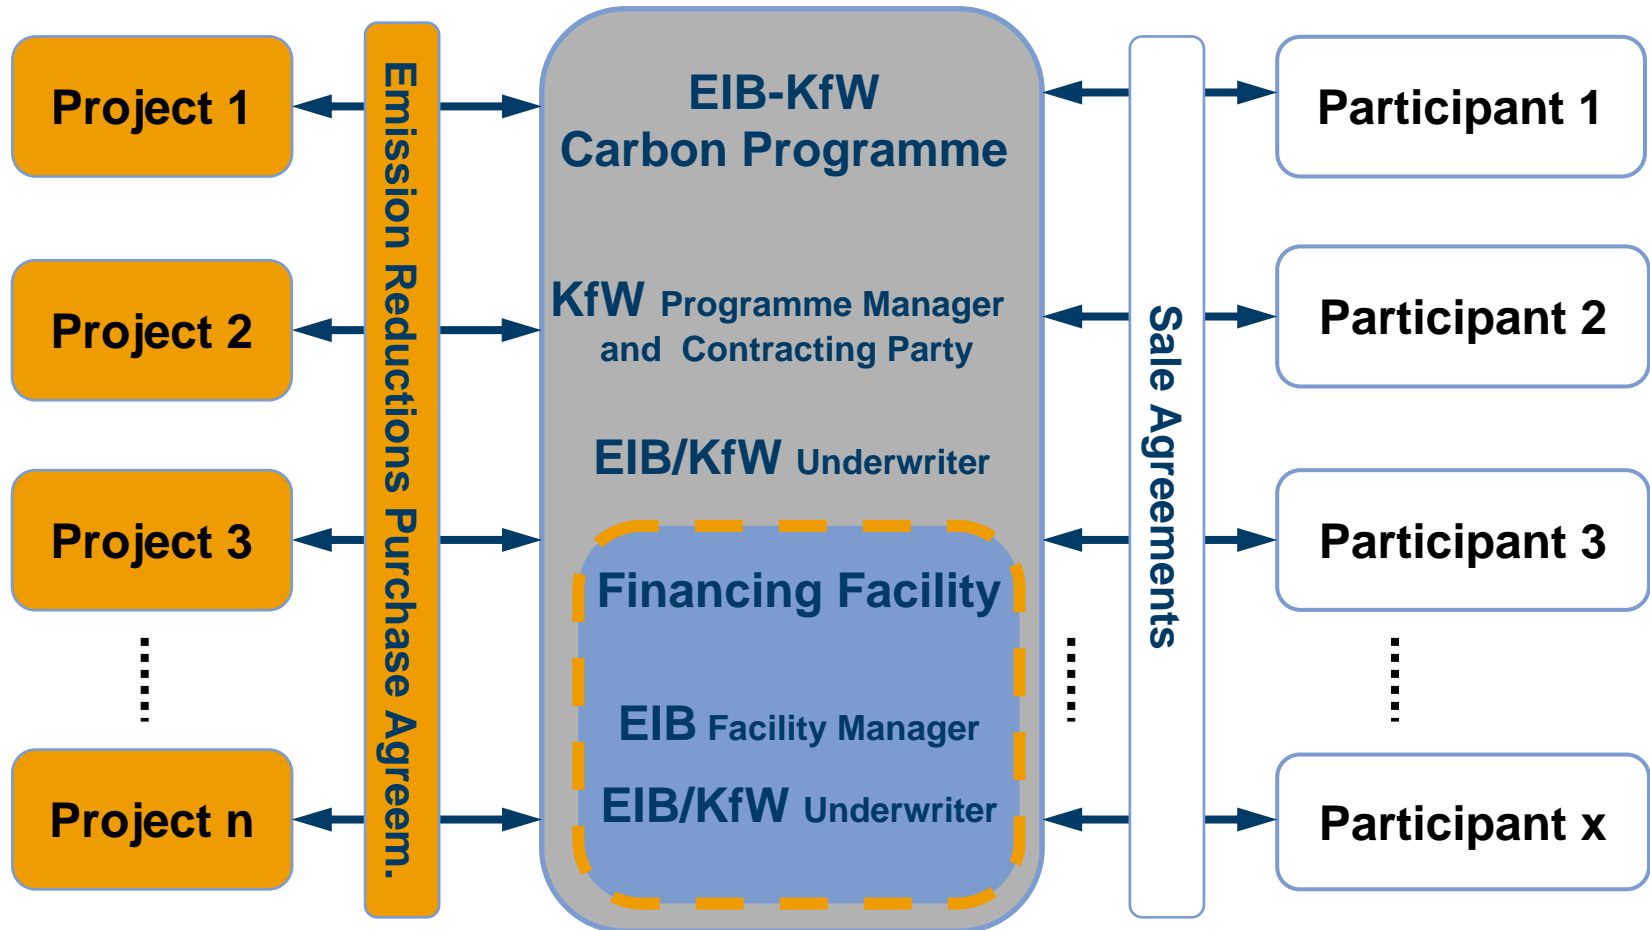 Project 1
Project 2
Project 3
Project n
Emission Reductions Purchase Agreem.
EIB-KfW
Carbon Programme
KfW Programme Manager
and Contracting Party
EIB/KfW Underwriter
Financing Facility
EIB Facility Manager
EIB/KfW Underwriter
Sale Agreements
Participant 1
Participant 2
Participant 3
Participant x